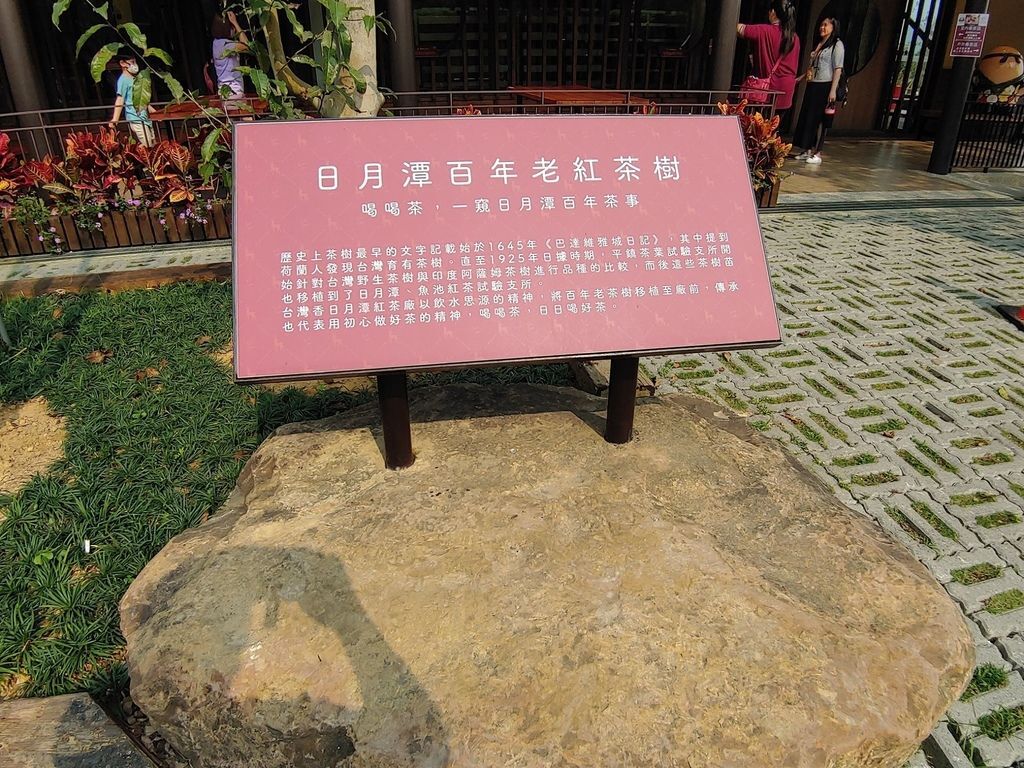 日月潭百年老紅茶樹
喝喝茶,一窺日月潭百年茶事
歷史上茶樹最早的文字記載始於1645年《巴達維雅城日記》,其中提到
荷蘭人發現台灣育有茶樹。直至1925年日據時期,平鎮茶業試驗支所開
始針對台灣野生茶樹與印度阿薩姆茶樹進行品種的比較,而後這些茶樹苗
也移植到了日月潭、魚池紅茶試驗支所。
台灣香日月潭紅茶廠以飲水思源的精神,將百年老茶樹移植至廠前,傳承
也代表用初心做好茶的精神,喝喝茶,日日喝好茶。